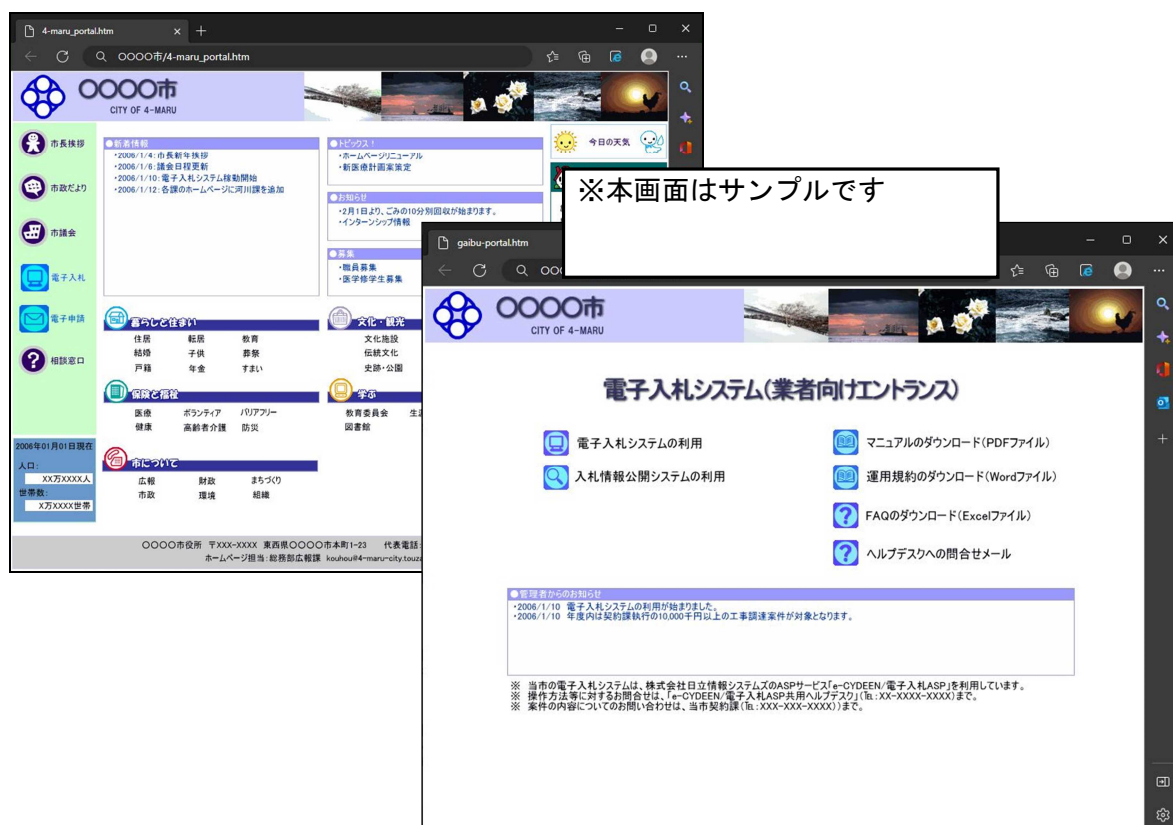 4-maru_portal.htm
〇〇〇〇市/4-maru_portal.htm
〇〇〇〇市
CITY OF 4-MARU
市長挨拶
市政だより
市議会
電子入札
電子申請
相談窓口
2006年01月01日現在
人口:
XX万XXXX人
世帯数:
X万XXXX世帯
●新着情報
・2006/1/4:市長新年挨拶
・2006/1/6:議会日程更新
・2006/1/10:電子入札システム稼動開始
・2006/1/12:各課のホームページに河川課を追加
●トピックス!
・ホームページリニューアル
・新医療計画案策定
●お知らせ
・2月1日より、ごみの10分別回収が始まります。
・インターンシップ情報
●募集
・職員募集
・医学修学生募集
今日の天気
暮らしと住まい
住居 転居 教育
結婚 子供 葬祭
戸籍 年金 すまい
文化・観光
文化施設
伝統文化
史跡・公園
保険と福祉
医療 ボランティア バリアフリー
健康 高齢者介護 防災
学ぶ
教育委員会
図書館
市について
広報 財政 まちづくり
市政 環境 組織
〇〇〇〇市役所 〒XXX-XXXX 東西県〇〇〇〇市本町1-23 代表電話:
ホームページ担当:総務部広報課 kouhou@4-maru-city.touza
※本画面はサンプルです
gaibu-portal.htm
〇〇〇〇市
CITY OF 4-MARU
電子入札システム(業者向けエントランス)
電子入札システムの利用
入札情報公開システムの利用
マニュアルのダウンロード(PDFファイル)
運用規約のダウンロード(Wordファイル)
FAQのダウンロード(Excelファイル)
ヘルプデスクへの問合せメール
●管理者からのお知らせ
・2006/1/10 電子入札システムの利用が始まりました。
・2006/1/10 年度内は契約課執行の10,000千円以上の工事調達案件が対象となります。
※ 当市の電子入札システムは、株式会社日立情報システムズのASPサービス「e-CYDEEN/電子入札ASP」を利用しています。
※ 操作方法等に対するお問合せは、「e-CYDEEN/電子入札ASP共用ヘルプデスク」(℡:XX-XXXX-XXXX)まで。
※ 案件の内容についてのお問い合わせは、当市契約課(℡:XXX-XXX-XXXX))まで。